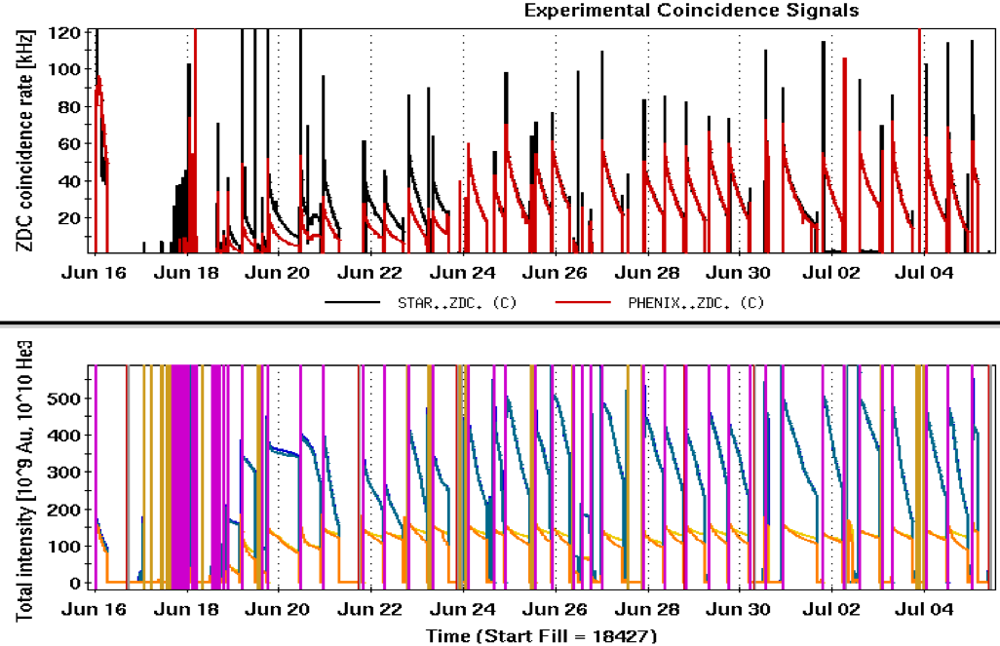 Experimental Coincidence Signals
ZDC coincidence rate [kHz]
120
100
80
60
40
20
Jun 16 Jun 18 Jun 20 Jun 22 Jun 24 Jun 26 Jun 28 Jun 30 Jul 02 Jul 04
STAR..ZDC. (C) PHENIX..ZDC. (C)
Total intensity [10^9 Au, 10^10 He3
500
400
300
200
100
0
Jun 16 Jun 18 Jun 20 Jun 22 Jun 24 Jun 26 Jun 28 Jun 30 Jul 02 Jul 04
Time (Start Fill = 18427)